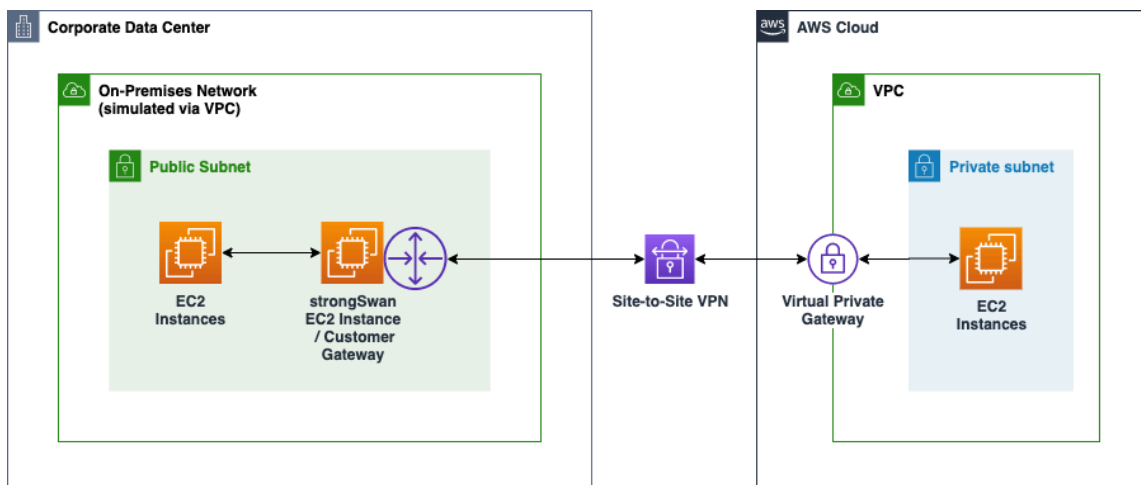 Corporate Data Center
aws
AWS Cloud
On-Premises Network
(simulated via VPC)
VPC
Public Subnet
Private subnet
EC2
Instances
strongSwan
EC2 Instance
/ Customer
Gateway
Site-to-Site VPN
Virtual Private
Gateway
EC2
Instances